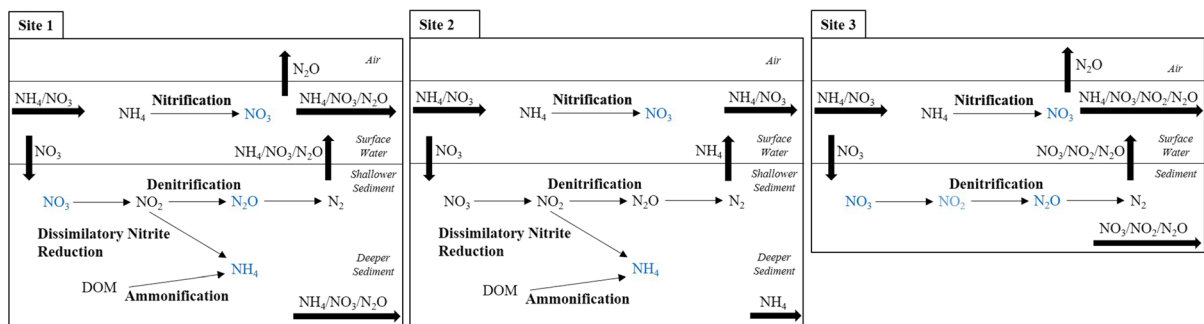 Site 1
Air
N₂O
NH₄/NO₃
Nitrification
NH₄/NO₃/N₂O
NH₄
NO₃
NO₃
NH₄/NO₃/N₂O
Surface
Water
Shallower
Sediment
Denitrification
NO₃
NO₂
N₂O
N₂
Dissimilatory Nitrite
Reduction
NH₄
Deeper
Sediment
DOM
Ammonification
NH₄/NO₃/N₂O
Site 2
Air
NH₄/NO₃
Nitrification
NH₄/NO₃
NH₄
NO₃
NO₃
NH₄
Surface
Water
Shallower
Sediment
Denitrification
NO₃
NO₂
N₂O
N₂
Dissimilatory Nitrite
Reduction
NH₄
Deeper
Sediment
DOM
Ammonification
NH₄
Site 3
Air
N₂O
NH₄/NO₃
Nitrification
NH₄/NO₃/NO₂/N₂O
NH₄
NO₃
NO₃
NO₃/NO₂/N₂O
Surface
Water
Sediment
Denitrification
NO₃
NO₂
N₂O
N₂
NO₃/NO₂/N₂O